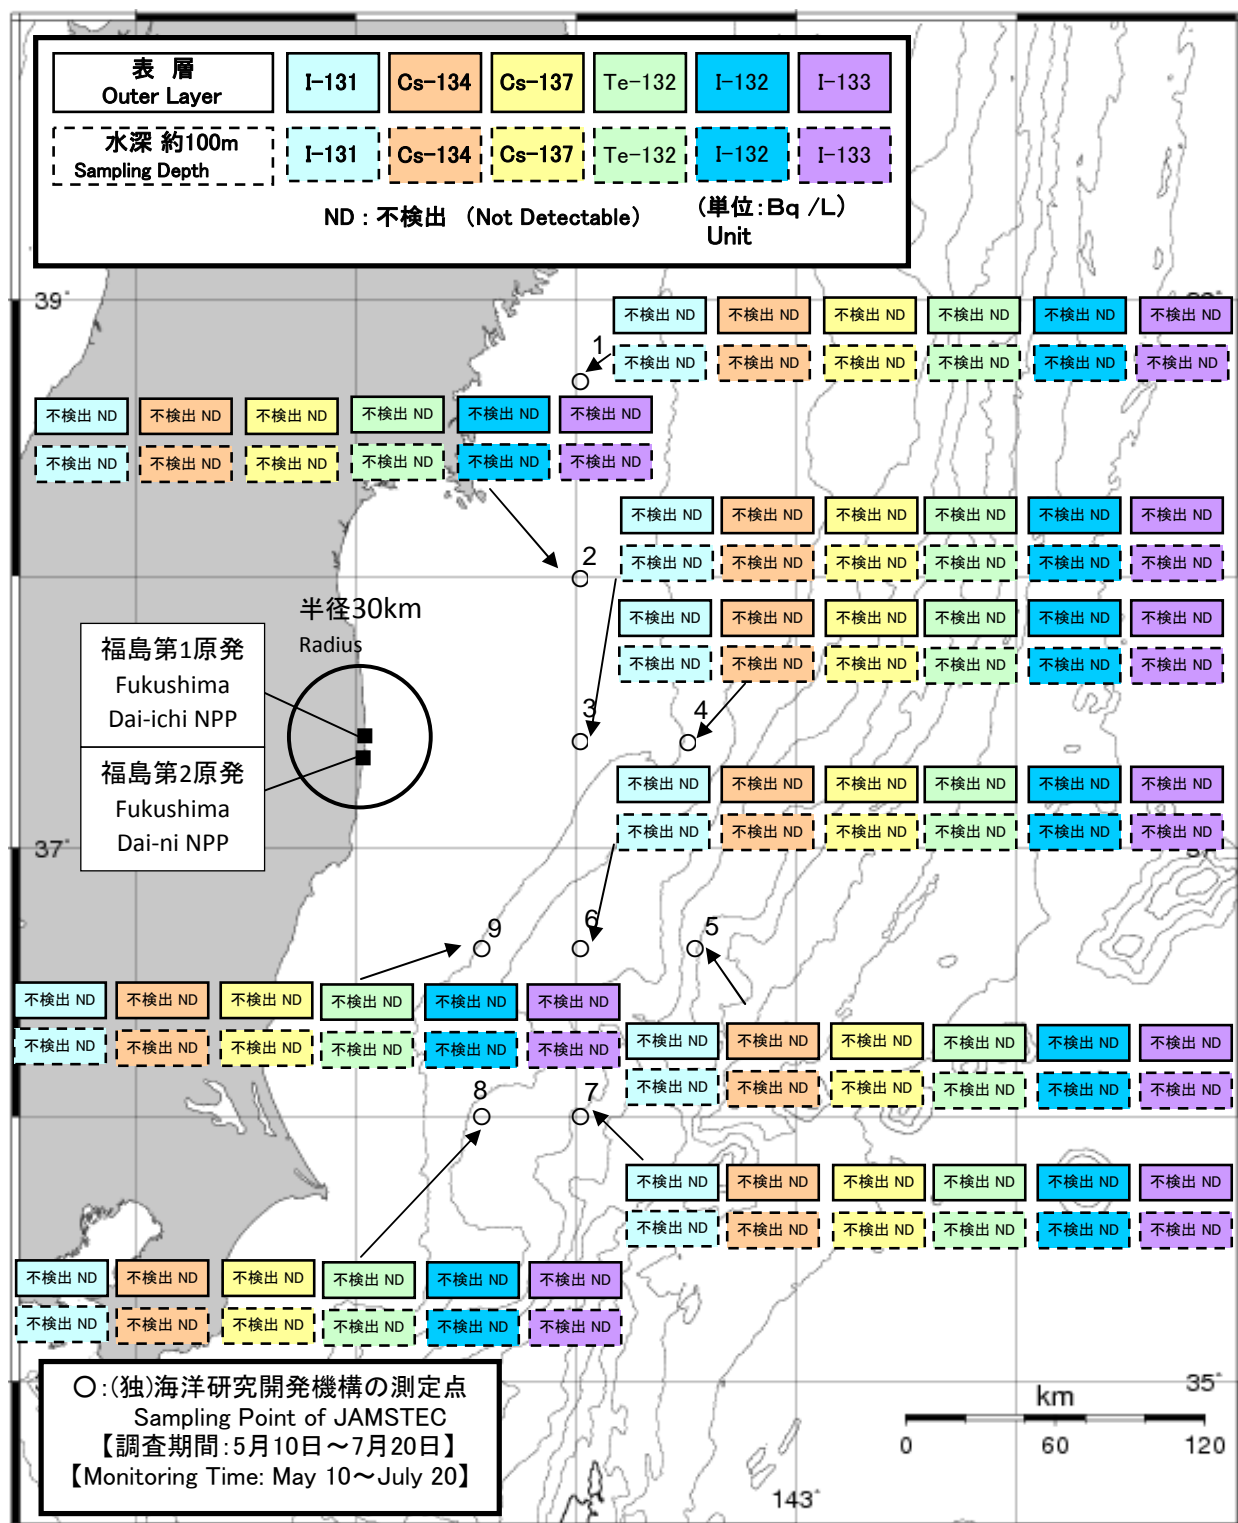 表 層
Outer Layer
I-131 Cs-134 Cs-137 Te-132 I-132 I-133
水深 約100m
Sampling Depth
I-131 Cs-134 Cs-137 Te-132 I-132 I-133
ND : 不検出 (Not Detectable)
(単位:Bq /L)
Unit
39°
不検出 ND 不検出 ND 不検出 ND 不検出 ND 不検出 ND 不検出 ND
1
不検出 ND 不検出 ND 不検出 ND 不検出 ND 不検出 ND 不検出 ND
不検出 ND 不検出 ND 不検出 ND 不検出 ND 不検出 ND 不検出 ND
不検出 ND 不検出 ND 不検出 ND 不検出 ND 不検出 ND 不検出 ND
2
不検出 ND 不検出 ND 不検出 ND 不検出 ND 不検出 ND 不検出 ND
不検出 ND 不検出 ND 不検出 ND 不検出 ND 不検出 ND 不検出 ND
不検出 ND 不検出 ND 不検出 ND 不検出 ND 不検出 ND 不検出 ND
不検出 ND 不検出 ND 不検出 ND 不検出 ND 不検出 ND 不検出 ND
半径30km
Radius
福島第1原発
Fukushima
Dai-ichi NPP
福島第2原発
Fukushima
Dai-ni NPP
3
4
不検出 ND 不検出 ND 不検出 ND 不検出 ND 不検出 ND 不検出 ND
不検出 ND 不検出 ND 不検出 ND 不検出 ND 不検出 ND 不検出 ND
37°
9
6
5
不検出 ND 不検出 ND 不検出 ND 不検出 ND 不検出 ND 不検出 ND
不検出 ND 不検出 ND 不検出 ND 不検出 ND 不検出 ND 不検出 ND
不検出 ND 不検出 ND 不検出 ND 不検出 ND 不検出 ND 不検出 ND
不検出 ND 不検出 ND 不検出 ND 不検出 ND 不検出 ND 不検出 ND
8
7
不検出 ND 不検出 ND 不検出 ND 不検出 ND 不検出 ND 不検出 ND
不検出 ND 不検出 ND 不検出 ND 不検出 ND 不検出 ND 不検出 ND
不検出 ND 不検出 ND 不検出 ND 不検出 ND 不検出 ND 不検出 ND
不検出 ND 不検出 ND 不検出 ND 不検出 ND 不検出 ND 不検出 ND
○:(独)海洋研究開発機構の測定点
Sampling Point of JAMSTEC
【調査期間:5月10日～7月20日】
【Monitoring Time: May 10～July 20】
35°
km
0 60 120
143°